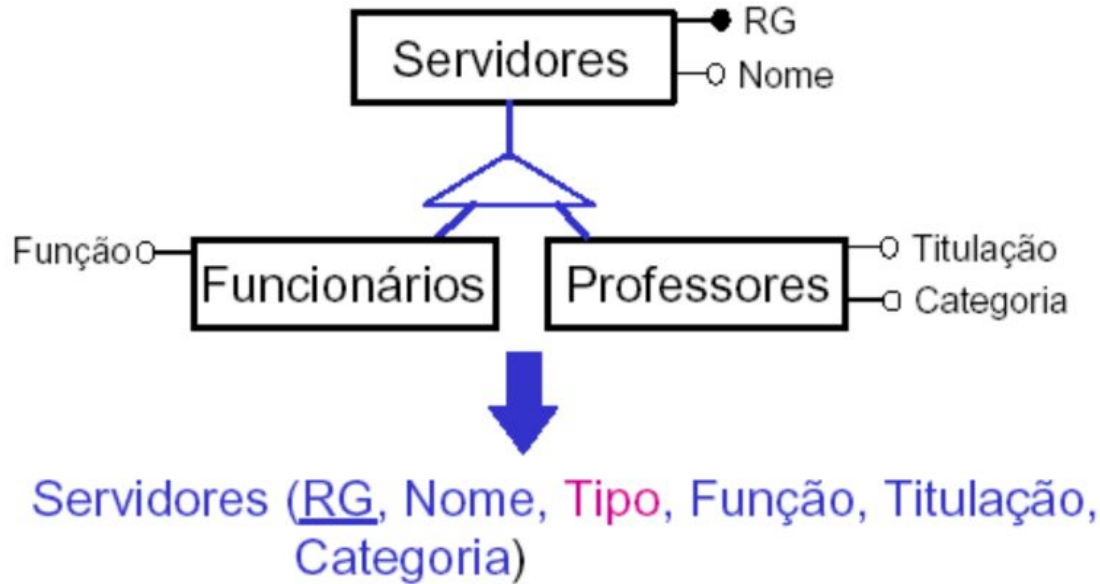 Servidores
RG
Nome
Função
Funcionários
Professores
Titulação
Categoria
Servidores (RG, Nome, Tipo, Função, Titulação,
Categoria)